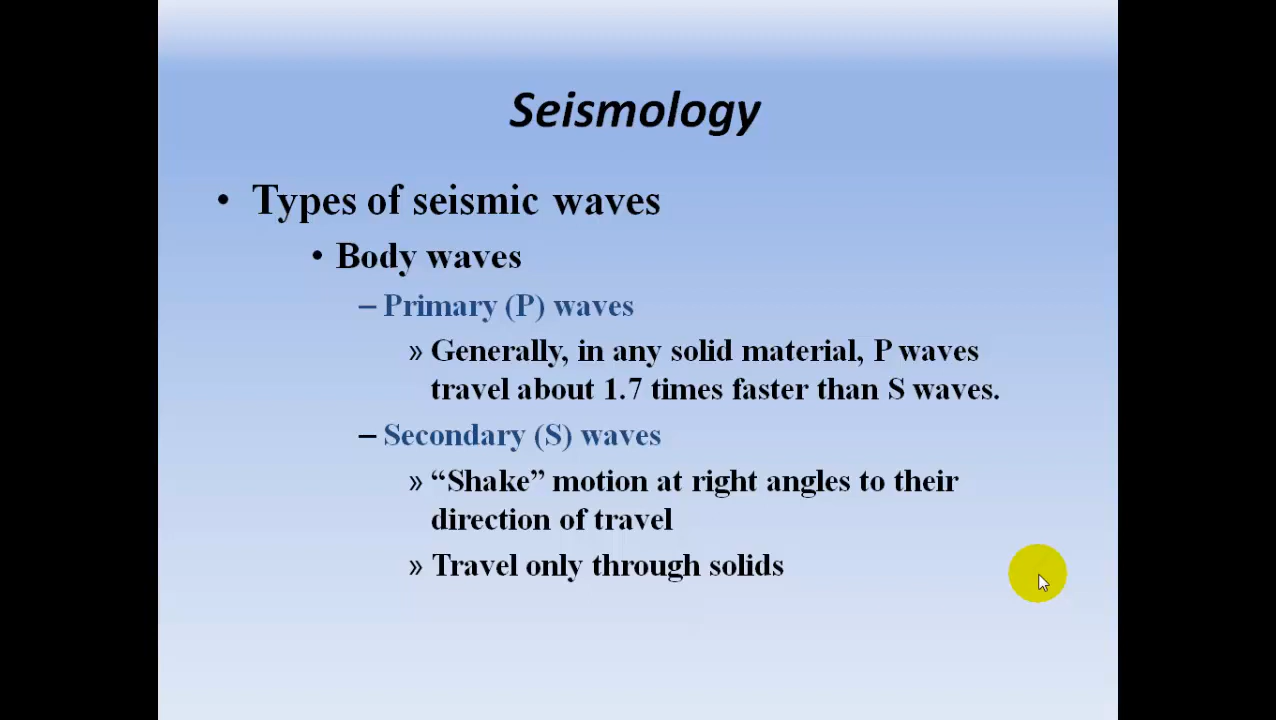 Seismology
• Types of seismic waves
• Body waves
– Primary (P) waves
» Generally, in any solid material, P waves
travel about 1.7 times faster than S waves.
– Secondary (S) waves
» “Shake” motion at right angles to their
direction of travel
» Travel only through solids